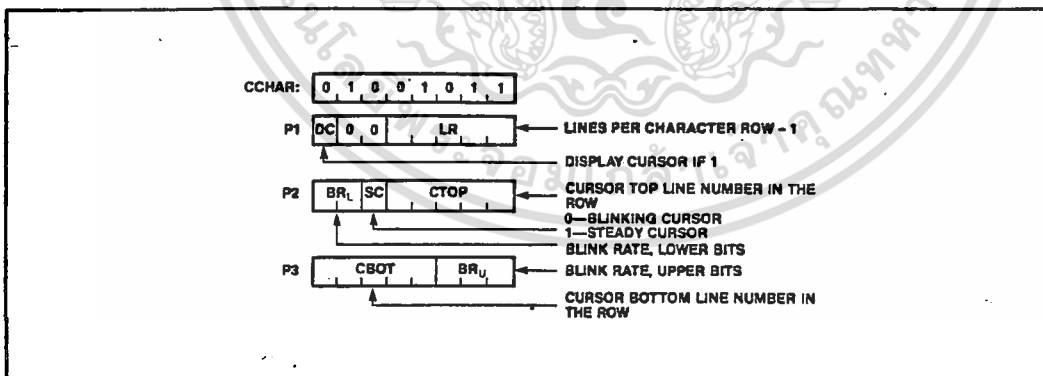 CCHAR: 0 1 0 0 1 0 1 1
P1 DC 0 0 LR LINES PER CHARACTER ROW - 1
DISPLAY CURSOR IF 1
P2 BRL SC CTOP CURSOR TOP LINE NUMBER IN THE
ROW
0—BLINKING CURSOR
1—STEADY CURSOR
BLINK RATE, LOWER BITS
P3 CBOT BRU BLINK RATE, UPPER BITS
CURSOR BOTTOM LINE NUMBER IN
THE ROW